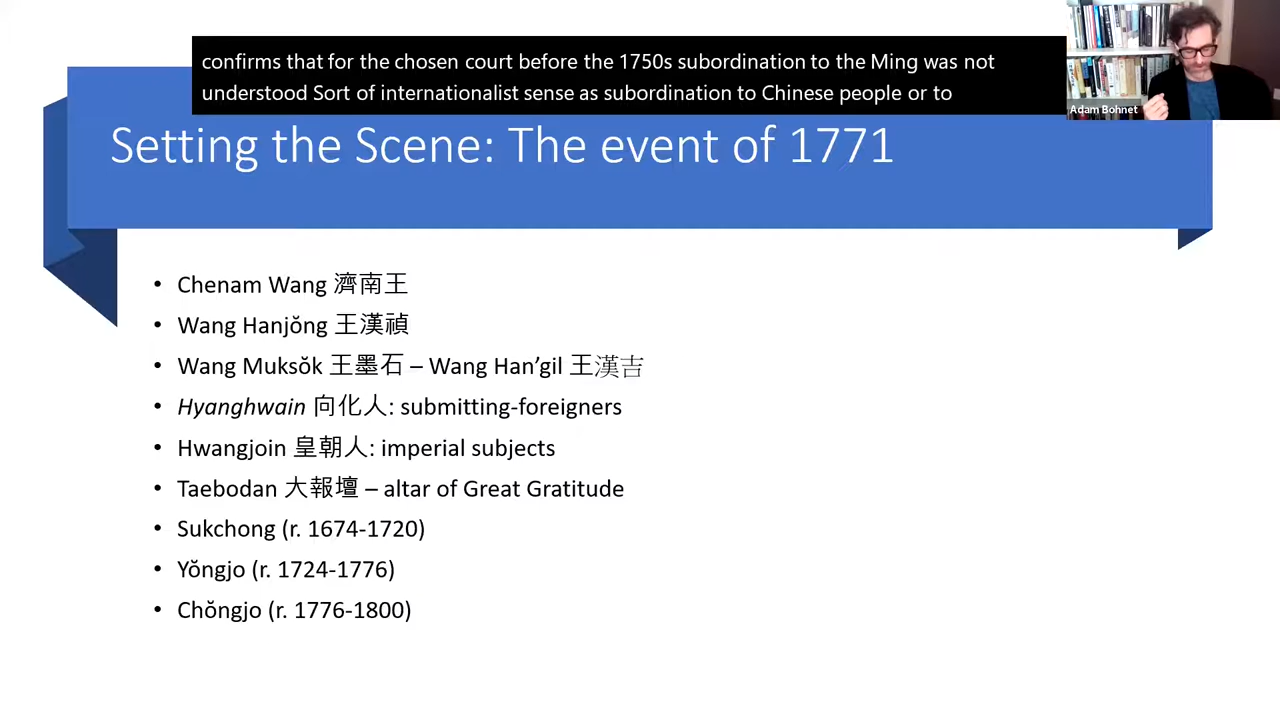 confirms that for the chosen court before the 1750s subordination to the Ming was not
understood Sort of internationalist sense as subordination to Chinese people or to
Adam Bohnet
Setting the Scene: The event of 1771
• Chenam Wang 濟南王
• Wang Hanjŏng 王漢禎
• Wang Muksŏk 王墨石 – Wang Han’gil 王漢吉
• Hyanghwain 向化人: submitting-foreigners
• Hwangjoin 皇朝人: imperial subjects
• Taebodan 大報壇 – altar of Great Gratitude
• Sukchong (r. 1674-1720)
• Yŏngjo (r. 1724-1776)
• Chŏngjo (r. 1776-1800)